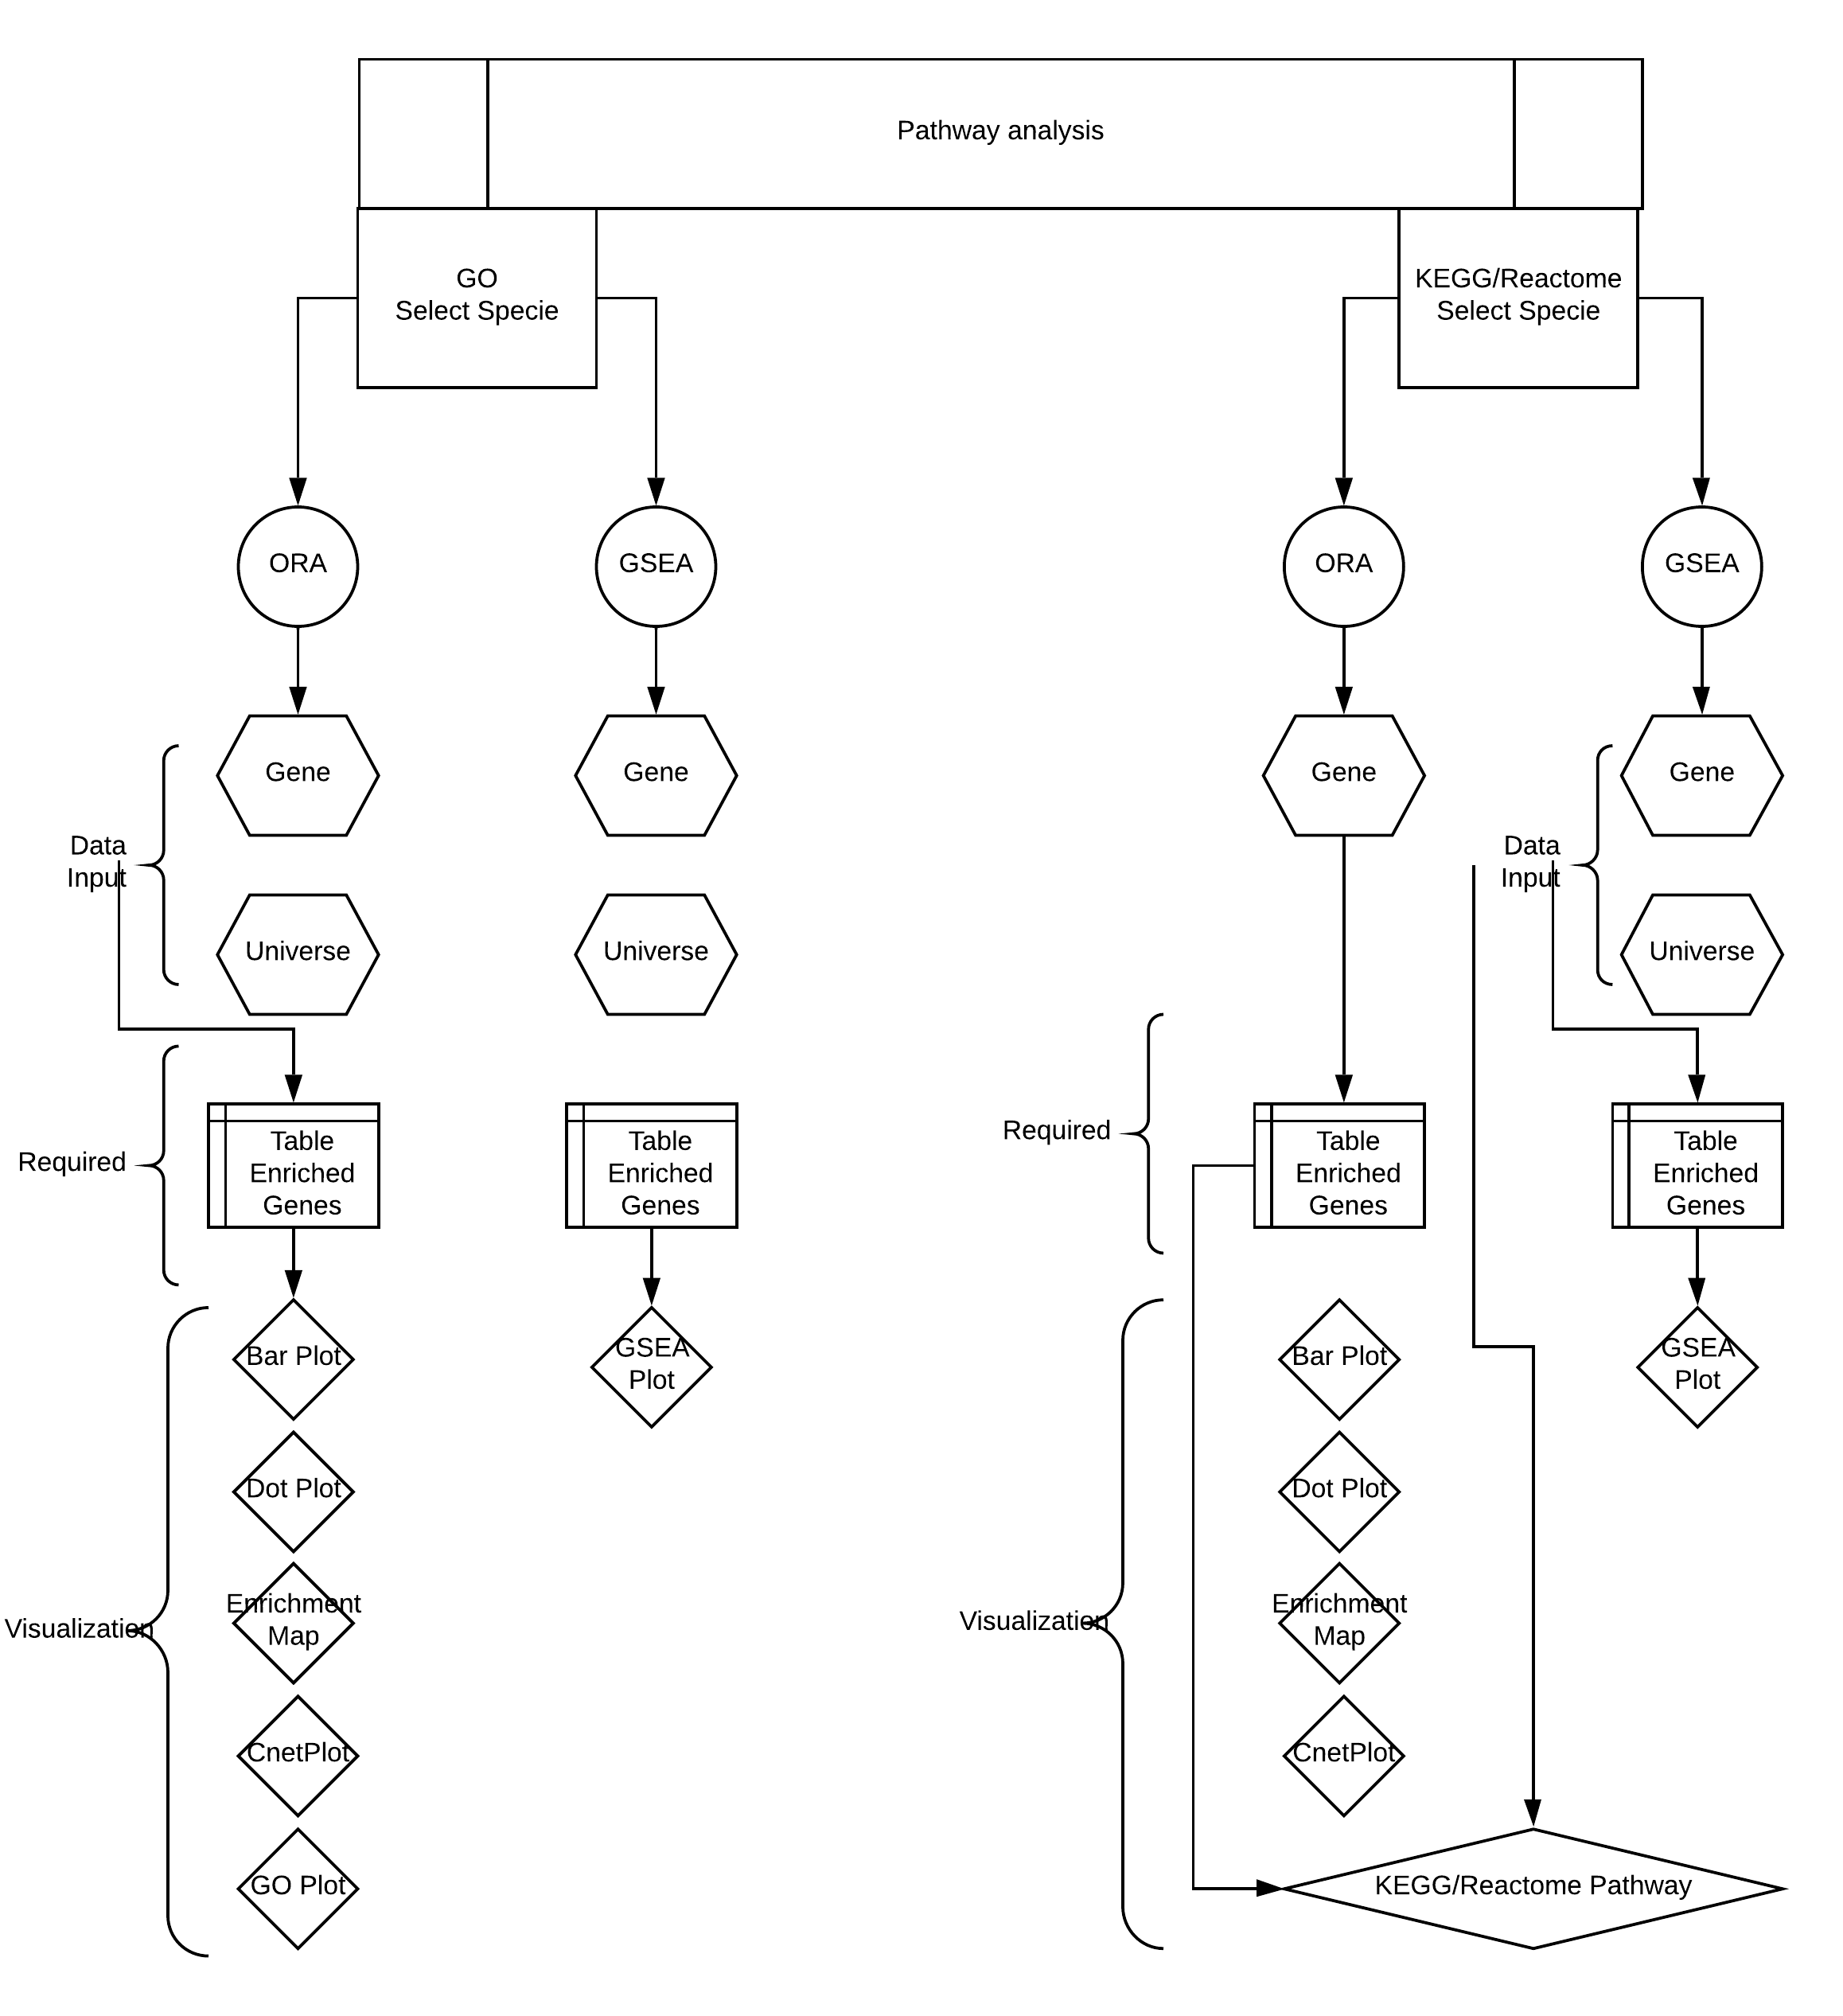 Pathway analysis
GO
Select Specie
KEGG/Reactome
Select Specie
ORA
GSEA
ORA
GSEA
Gene
Gene
Gene
Gene
Data
Input
Data
Input
Universe
Universe
Universe
Required
Required
Table
Enriched
Genes
Table
Enriched
Genes
Table
Enriched
Genes
Table
Enriched
Genes
Bar Plot
GSEA
Plot
Bar Plot
GSEA
Plot
Dot Plot
Dot Plot
Visualization
Enrichment
Map
Visualization
Enrichment
Map
CnetPlot
CnetPlot
GO Plot
KEGG/Reactome Pathway